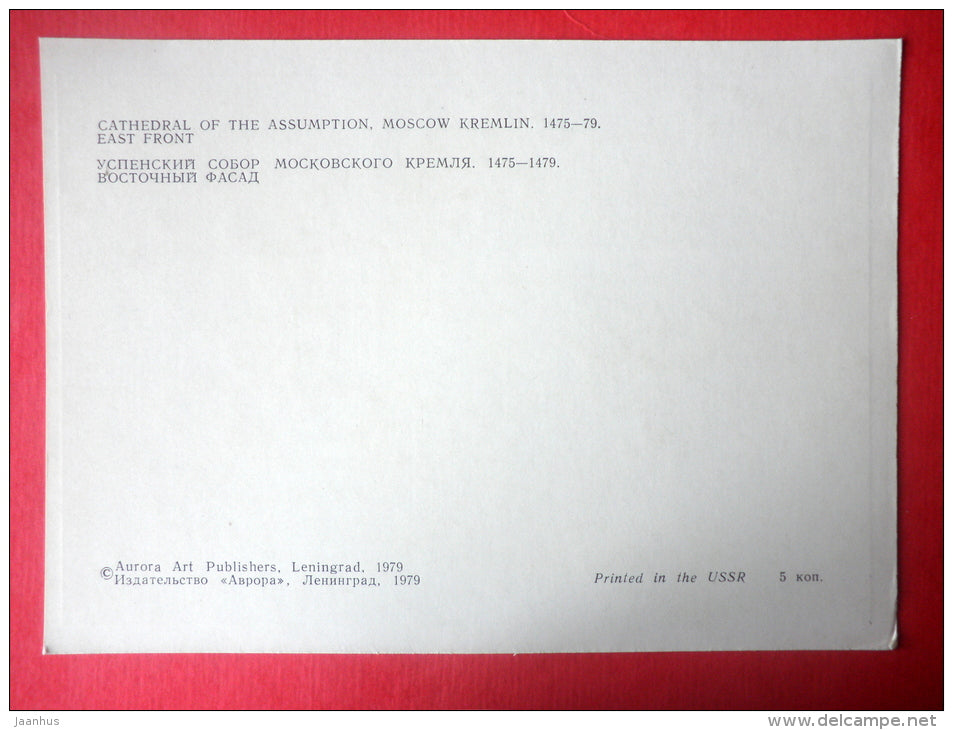 CATHEDRAL OF THE ASSUMPTION, MOSCOW KREMLIN. 1475—79.
EAST FRONT
УСПЕНСКИЙ СОБОР МОСКОВСКОГО КРЕМЛЯ. 1475—1479.
ВОСТОЧНЫЙ ФАСАД
© Aurora Art Publishers, Leningrad, 1979
Издательство «Аврора», Ленинград, 1979
Printed in the USSR 5 коп.
Jaanhus
www.delcampe.net